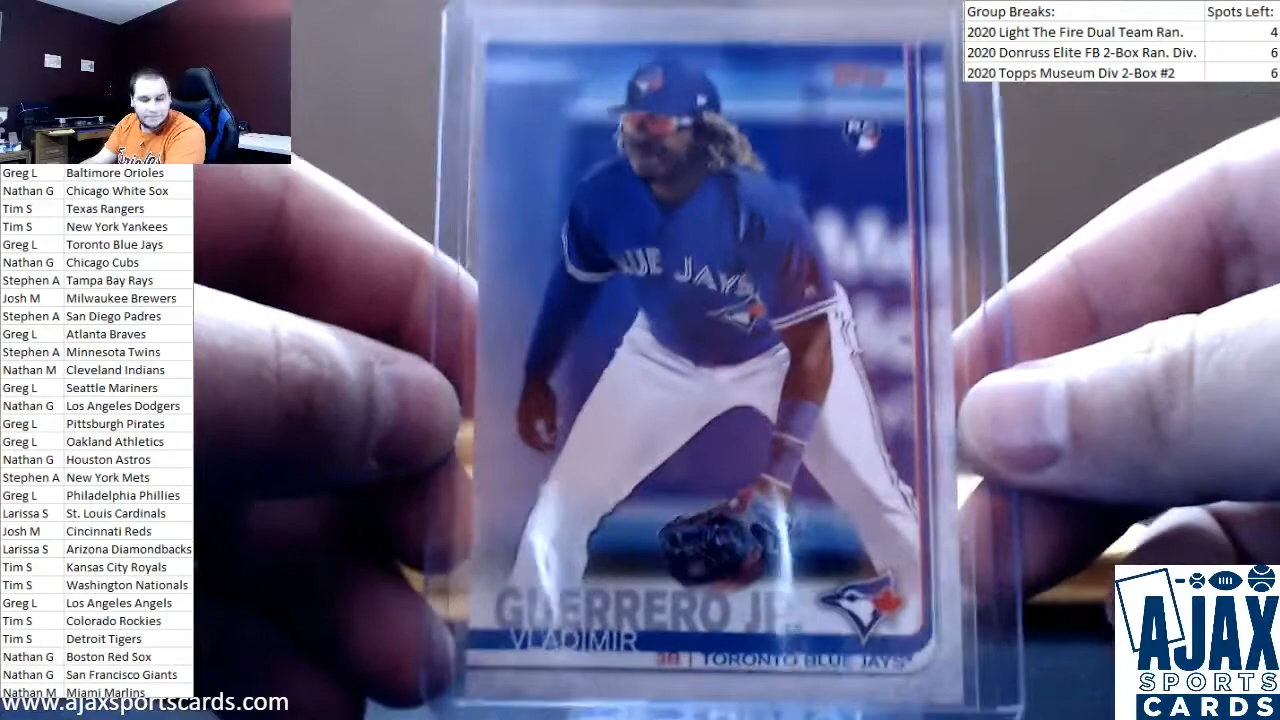 Group Breaks: Spots Left:
2020 Light The Fire Dual Team Ran. 4
2020 Donruss Elite FB 2-Box Ran. Div. 6
2020 Topps Museum Div 2-Box #2 6
Greg L Baltimore Orioles
Nathan G Chicago White Sox
Tim S Texas Rangers
Tim S New York Yankees
Greg L Toronto Blue Jays
Nathan G Chicago Cubs
Stephen A Tampa Bay Rays
Josh M Milwaukee Brewers
Stephen A San Diego Padres
Greg L Atlanta Braves
Stephen A Minnesota Twins
Nathan M Cleveland Indians
Greg L Seattle Mariners
Nathan G Los Angeles Dodgers
Greg L Pittsburgh Pirates
Greg L Oakland Athletics
Nathan G Houston Astros
Stephen A New York Mets
Greg L Philadelphia Phillies
Larissa S St. Louis Cardinals
Josh M Cincinnati Reds
Larissa S Arizona Diamondbacks
Tim S Kansas City Royals
Tim S Washington Nationals
Greg L Los Angeles Angels
Tim S Colorado Rockies
Tim S Detroit Tigers
Nathan G Boston Red Sox
Nathan G San Francisco Giants
Nathan M Miami Marlins
www.ajaxsportscards.com
Topps
RC
BLUE JAYS
GUERRERO JR.
VLADIMIR
3B | TORONTO BLUE JAYS
AJAX
SPORTS
CARDS